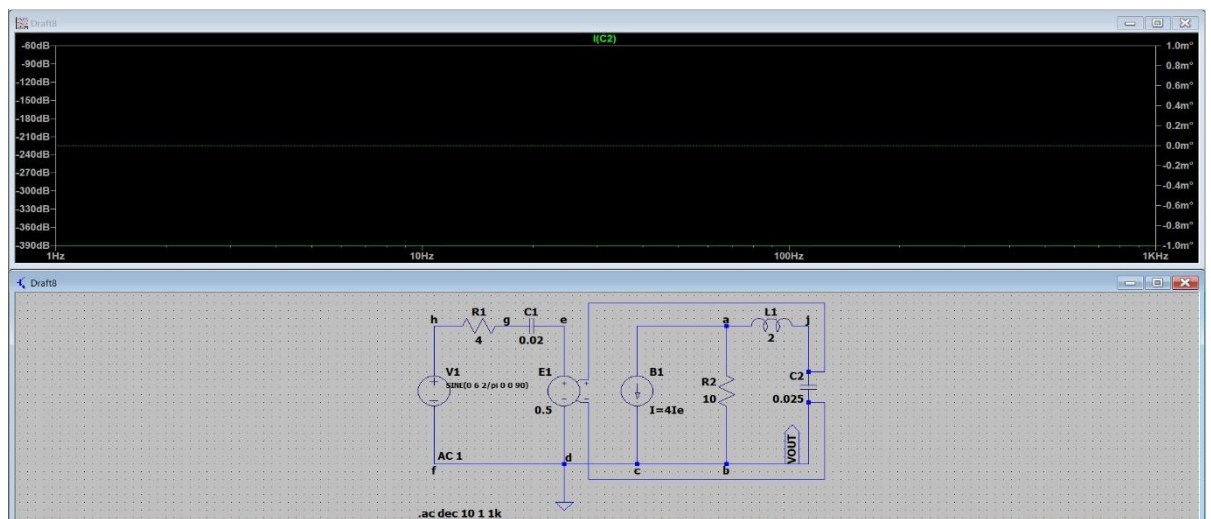 Draft8
I(C2)
-60dB
-90dB
-120dB
-150dB
-180dB
-210dB
-240dB
-270dB
-300dB
-330dB
-360dB
-390dB
1.0m°
0.8m°
0.6m°
0.4m°
0.2m°
0.0m°
-0.2m°
-0.4m°
-0.6m°
-0.8m°
-1.0m°
1Hz 10Hz 100Hz 1KHz
Draft8
h R1 g C1 e a L1 j
4 0.02 2
V1 E1 B1 R2 C2
SINE(0 6 2/pi 0 0 90)
0.5 I=4Ie 10 0.025
VOUT
AC 1 d
f c b
.ac dec 10 1 1k